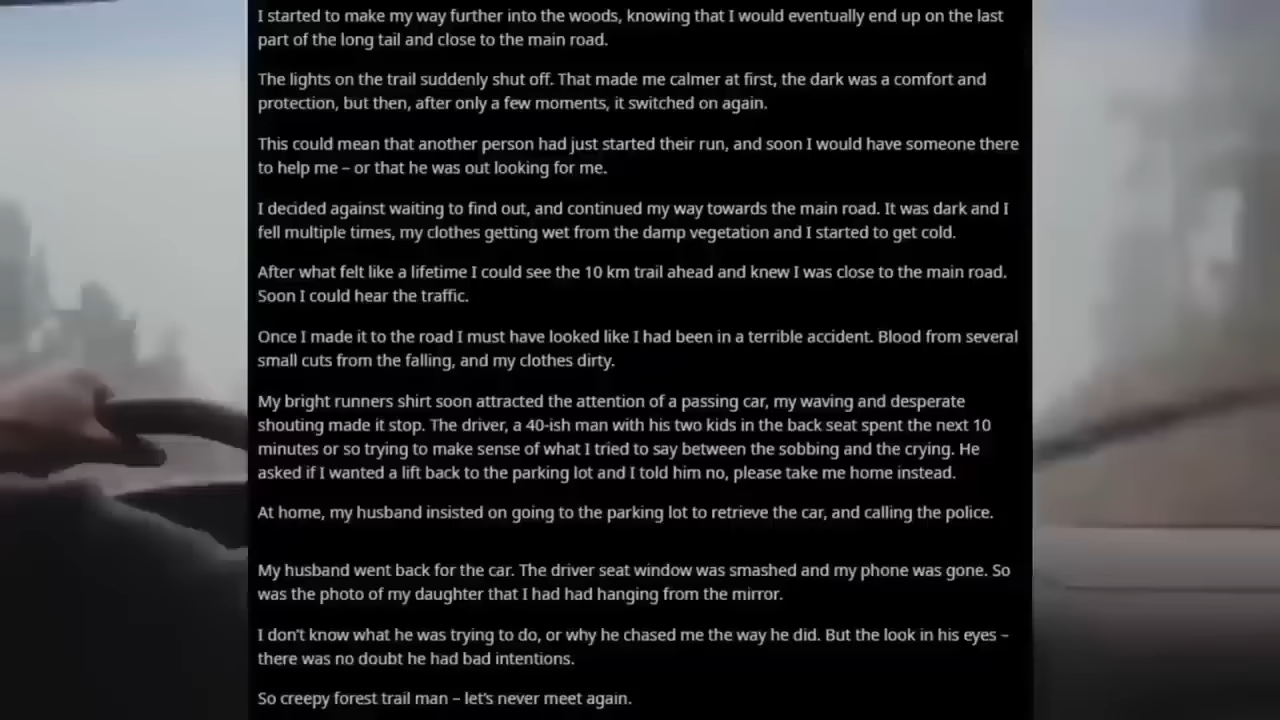 I started to make my way further into the woods, knowing that I would eventually end up on the last
part of the long tail and close to the main road.
The lights on the trail suddenly shut off. That made me calmer at first, the dark was a comfort and
protection, but then, after only a few moments, it switched on again.
This could mean that another person had just started their run, and soon I would have someone there
to help me – or that he was out looking for me.
I decided against waiting to find out, and continued my way towards the main road. It was dark and I
fell multiple times, my clothes getting wet from the damp vegetation and I started to get cold.
After what felt like a lifetime I could see the 10 km trail ahead and knew I was close to the main road.
Soon I could hear the traffic.
Once I made it to the road I must have looked like I had been in a terrible accident. Blood from several
small cuts from the falling, and my clothes dirty.
My bright runners shirt soon attracted the attention of a passing car, my waving and desperate
shouting made it stop. The driver, a 40-ish man with his two kids in the back seat spent the next 10
minutes or so trying to make sense of what I tried to say between the sobbing and the crying. He
asked if I wanted a lift back to the parking lot and I told him no, please take me home instead.
At home, my husband insisted on going to the parking lot to retrieve the car, and calling the police.
My husband went back for the car. The driver seat window was smashed and my phone was gone. So
was the photo of my daughter that I had had hanging from the mirror.
I don't know what he was trying to do, or why he chased me the way he did. But the look in his eyes –
there was no doubt he had bad intentions.
So creepy forest trail man – let's never meet again.